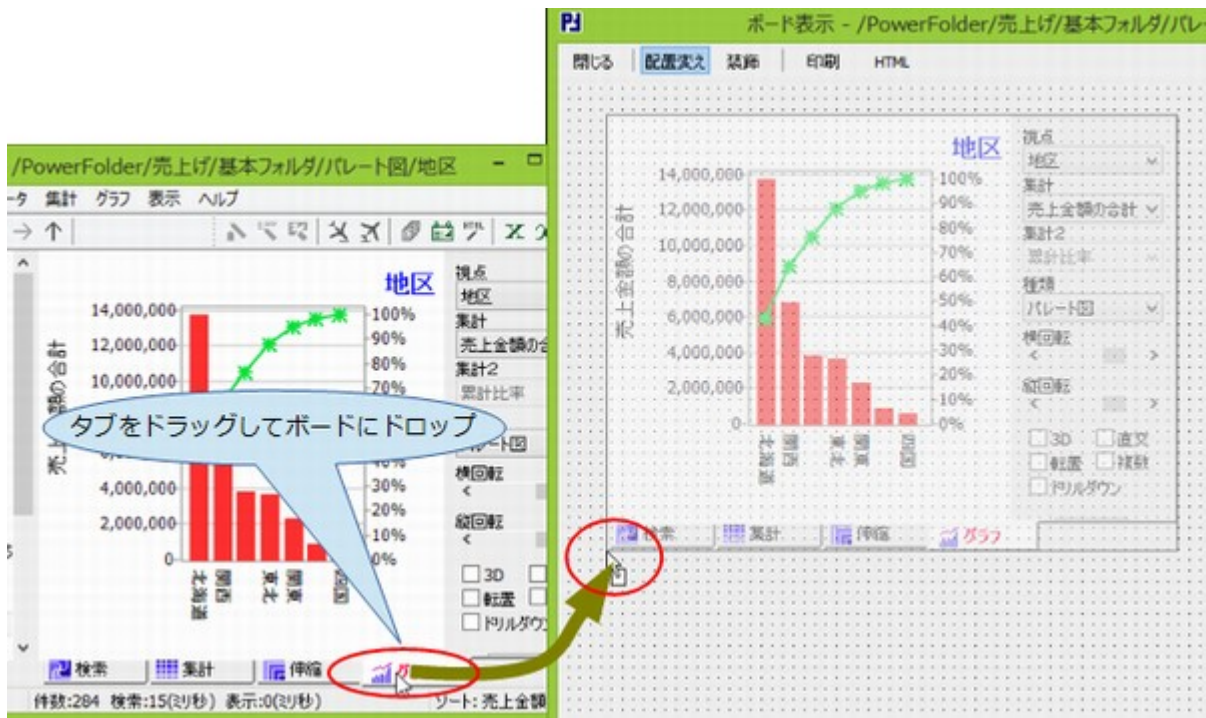 ボード表示 - /PowerFolder/売上げ/基本フォルダ/パレー
閉じる 配置変え 装飾 印刷 HTML
地区
視点
地区
集計
売上金額の合計
集計2
累計比率
種類
パレート図
横回転
縦回転
3D 直交
転置 複数
ドリルダウン
売上金額の合計
14,000,000
12,000,000
10,000,000
8,000,000
6,000,000
4,000,000
2,000,000
0
100%
90%
80%
70%
60%
50%
40%
30%
20%
10%
0%
北海道
関西
東北
関東
四国
検索 集計 伸縮 グラフ
/PowerFolder/売上げ/基本フォルダ/パレート図/地区
ータ 集計 グラフ 表示 ヘルプ
地区
視点
地区
集計
売上金額の
集計2
累計比率
レート図
横回転
縦回転
3D
転置
ドリルダウン
14,000,000
12,000,000
10,000,000
4,000,000
2,000,000
0
100%
90%
80%
70%
40%
30%
20%
10%
0%
北海道
関西
東北
関東
四国
タブをドラッグしてボードにドロップ
検索 集計 伸縮
件数:284 検索:15(ミリ秒) 表示:0(ミリ秒) ソート: 売上金額